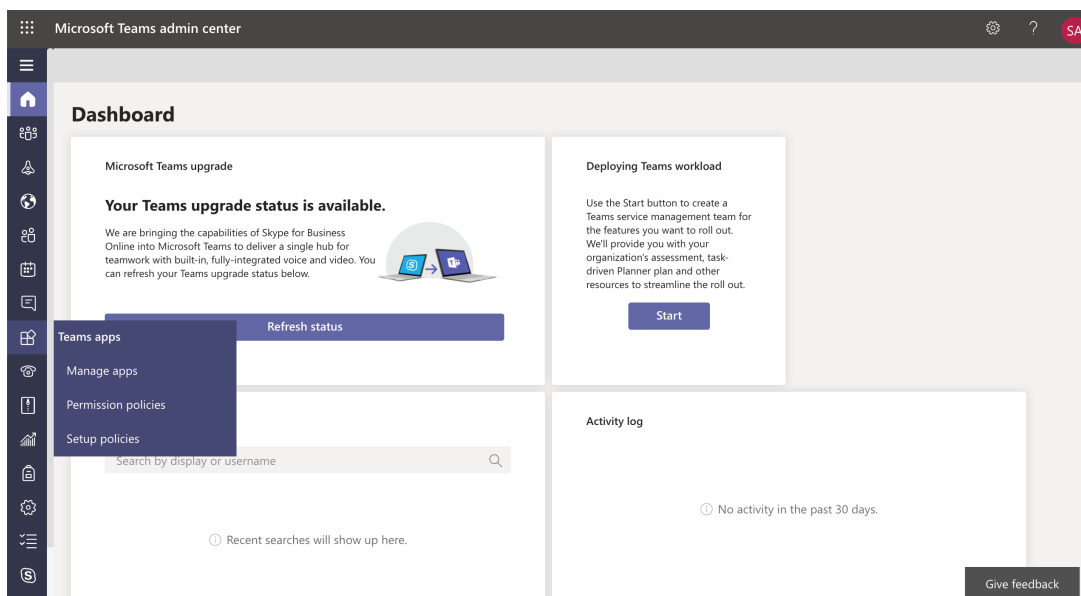 Microsoft Teams admin center
?
SA
Dashboard
Microsoft Teams upgrade
Your Teams upgrade status is available.
We are bringing the capabilities of Skype for Business
Online into Microsoft Teams to deliver a single hub for
teamwork with built-in, fully-integrated voice and video. You
can refresh your Teams upgrade status below.
Refresh status
Deploying Teams workload
Use the Start button to create a
Teams service management team for
the features you want to roll out.
We'll provide you with your
organization's assessment, task-
driven Planner plan and other
resources to streamline the roll out.
Start
Teams apps
Manage apps
Permission policies
Setup policies
Search by display or username
Recent searches will show up here.
Activity log
No activity in the past 30 days.
Give feedback